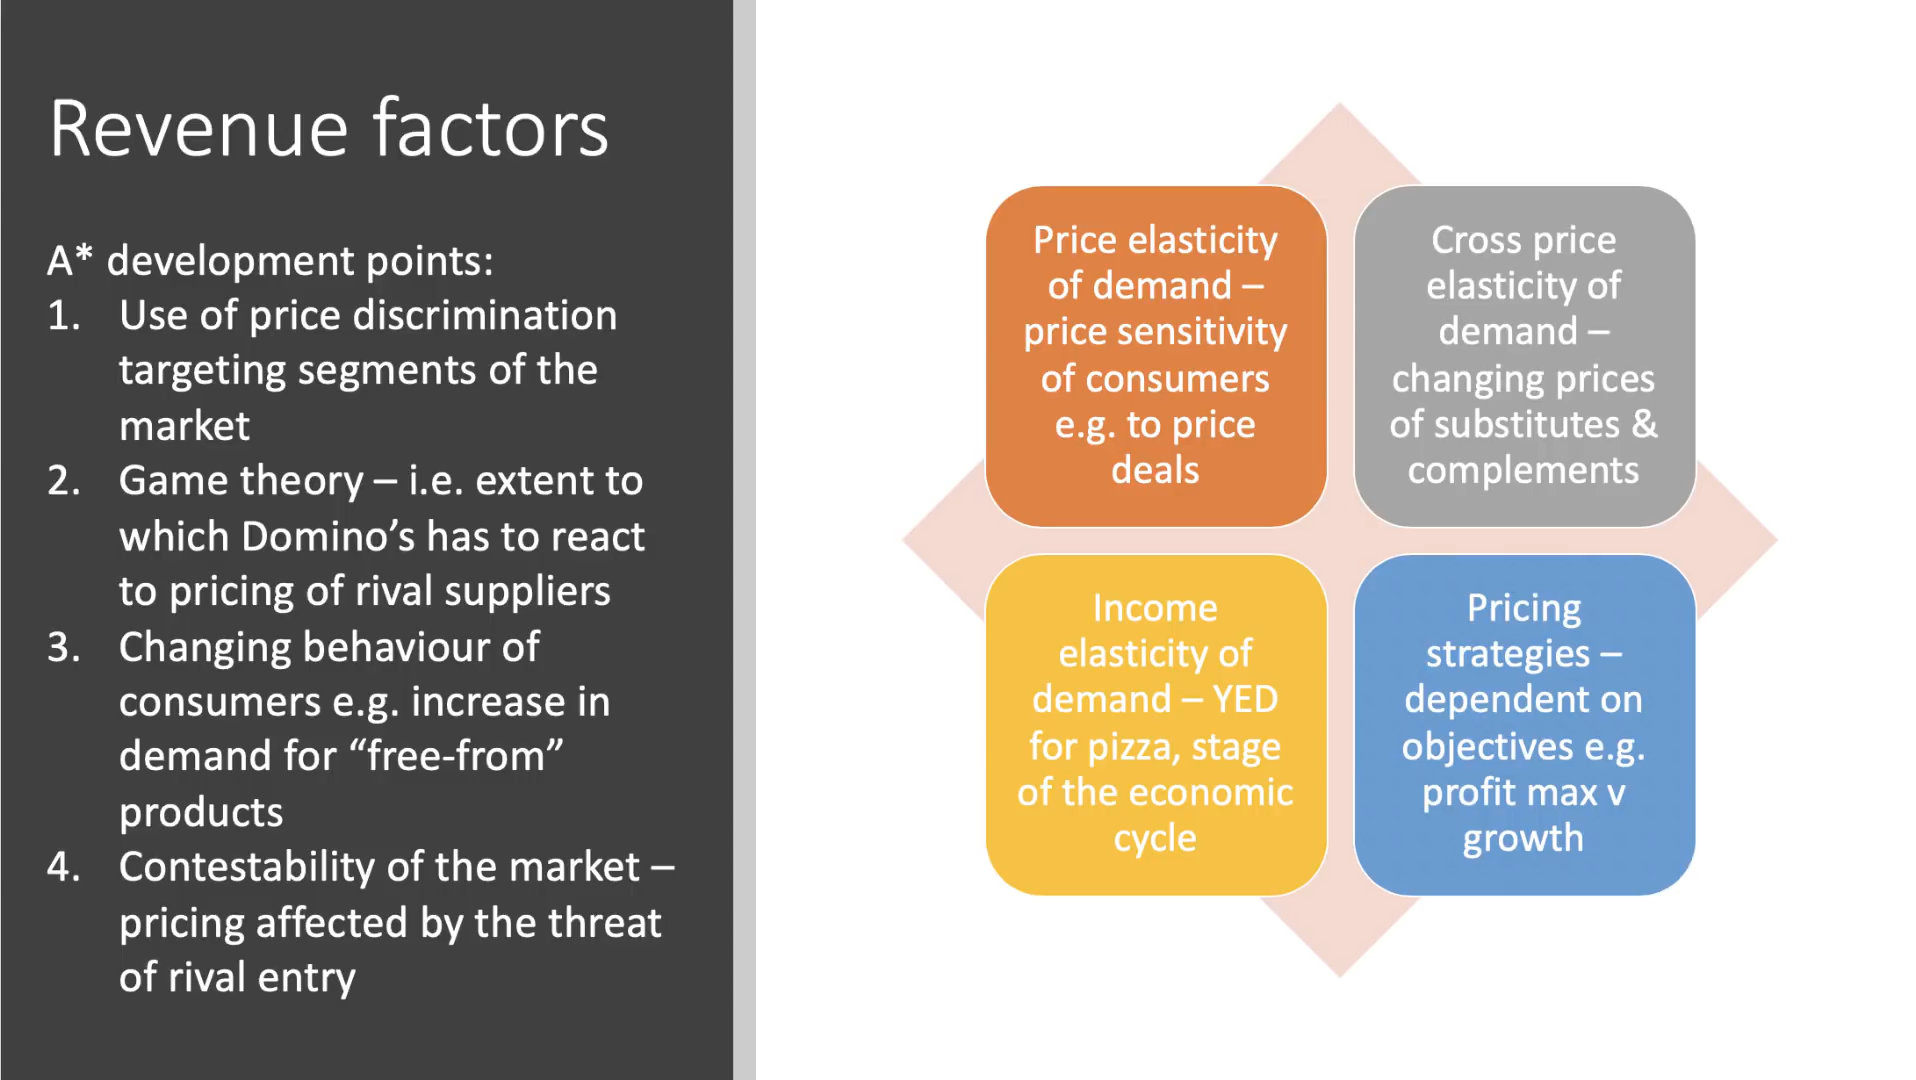 Revenue factors
A* development points:
1. Use of price discrimination
targeting segments of the
market
2. Game theory – i.e. extent to
which Domino’s has to react
to pricing of rival suppliers
3. Changing behaviour of
consumers e.g. increase in
demand for “free-from”
products
4. Contestability of the market –
pricing affected by the threat
of rival entry
Price elasticity
of demand –
price sensitivity
of consumers
e.g. to price
deals
Cross price
elasticity of
demand –
changing prices
of substitutes &
complements
Income
elasticity of
demand – YED
for pizza, stage
of the economic
cycle
Pricing
strategies –
dependent on
objectives e.g.
profit max v
growth